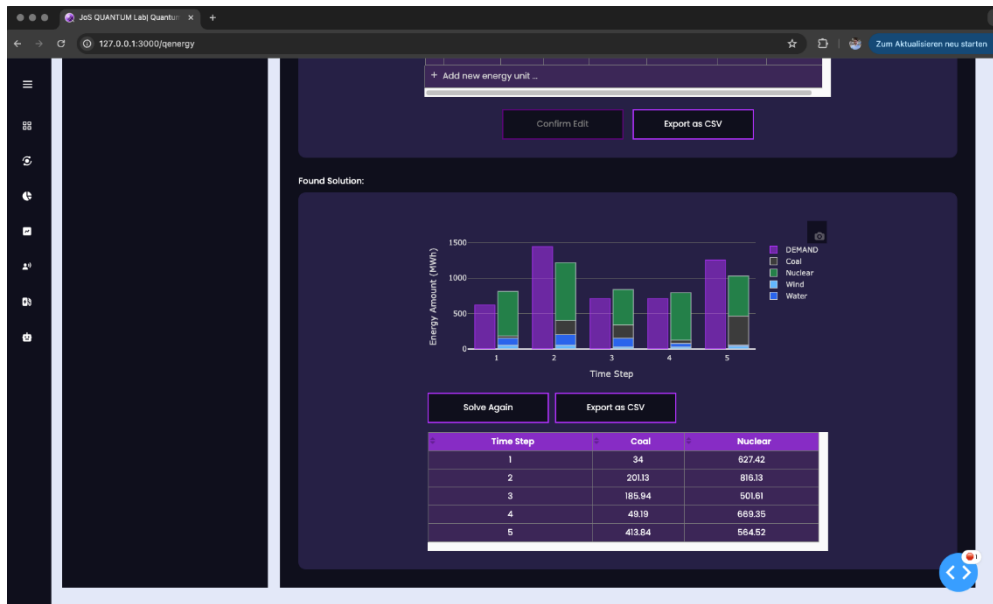 JoS QUANTUM Lab| Quantum
127.0.0.1:3000/qenergy
Zum Aktualisieren neu starten
+ Add new energy unit ...
Confirm Edit
Export as CSV
Found Solution:
1500
1000
500
0
Energy Amount (MWh)
1 2 3 4 5
Time Step
DEMAND
Coal
Nuclear
Wind
Water
Solve Again
Export as CSV
Time Step Coal Nuclear
1 34 627.42
2 201.13 816.13
3 185.94 501.61
4 49.19 669.35
5 413.84 564.52
1